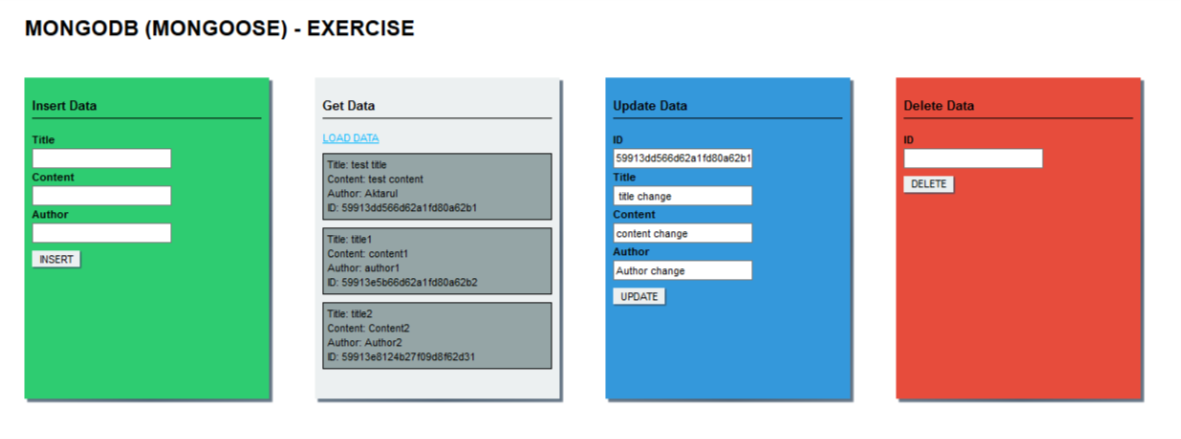 MONGODB (MONGOOSE) - EXERCISE
Insert Data
Title
Content
Author
INSERT
Get Data
LOAD DATA
Title: test title
Content: test content
Author: Aktarul
ID: 59913dd566d62a1fd80a62b1
Title: title1
Content: content1
Author: author1
ID: 59913e5b66d62a1fd80a62b2
Title: title2
Content: Content2
Author: Author2
ID: 59913e8124b27f09d8f62d31
Update Data
ID
59913dd566d62a1fd80a62b1
Title
title change
Content
content change
Author
Author change
UPDATE
Delete Data
ID
DELETE